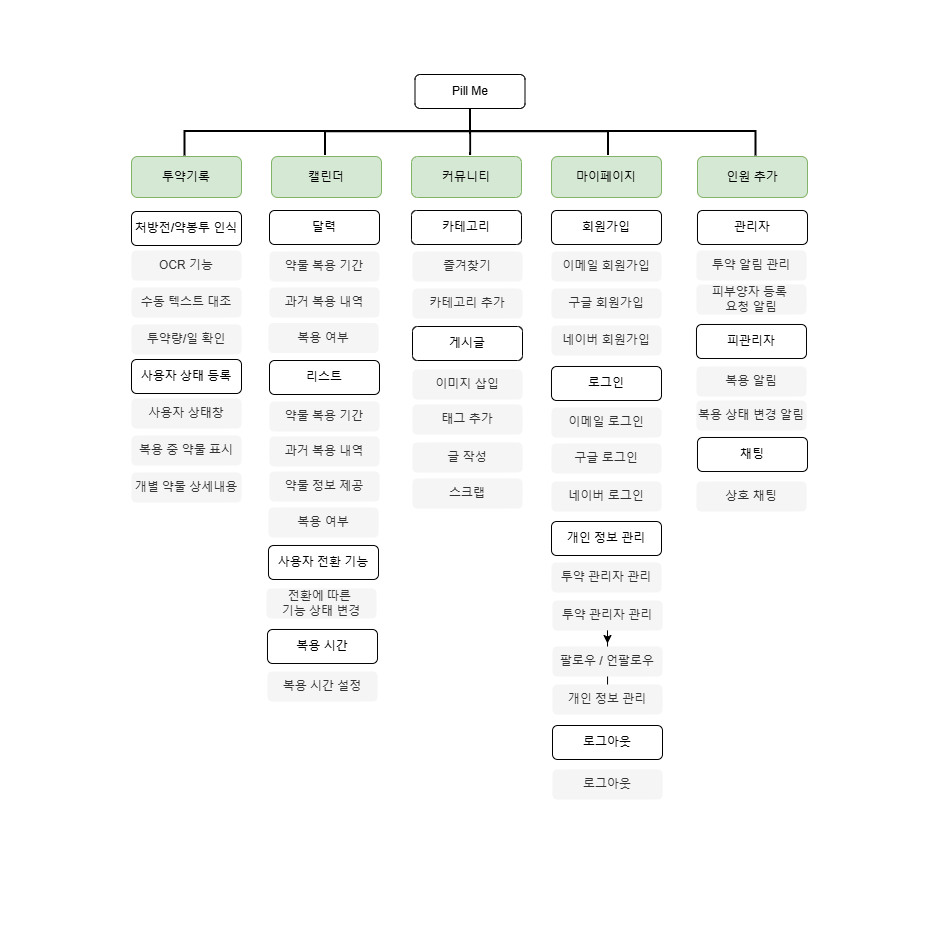 Pill Me
투약기록
캘린더
커뮤니티
마이페이지
인원 추가
처방전/약봉투 인식
OCR 기능
수동 텍스트 대조
투약량/일 확인
사용자 상태 등록
사용자 상태창
복용 중 약물 표시
개별 약물 상세내용
달력
약물 복용 기간
과거 복용 내역
복용 여부
리스트
약물 복용 기간
과거 복용 내역
약물 정보 제공
복용 여부
사용자 전환 기능
전환에 따른
기능 상태 변경
복용 시간
복용 시간 설정
카테고리
즐겨찾기
카테고리 추가
게시글
이미지 삽입
태그 추가
글 작성
스크랩
회원가입
이메일 회원가입
구글 회원가입
네이버 회원가입
로그인
이메일 로그인
구글 로그인
네이버 로그인
개인 정보 관리
투약 관리자 관리
투약 관리자 관리
팔로우 / 언팔로우
개인 정보 관리
로그아웃
로그아웃
관리자
투약 알림 관리
피부양자 등록
요청 알림
피관리자
복용 알림
복용 상태 변경 알림
채팅
상호 채팅